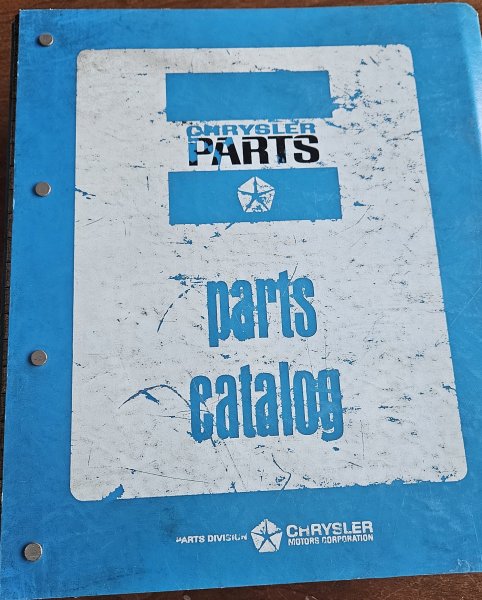 CHRYSLER
PARTS
parts
catalog
PARTS DIVISION CHRYSLER
MOTORS CORPORATION